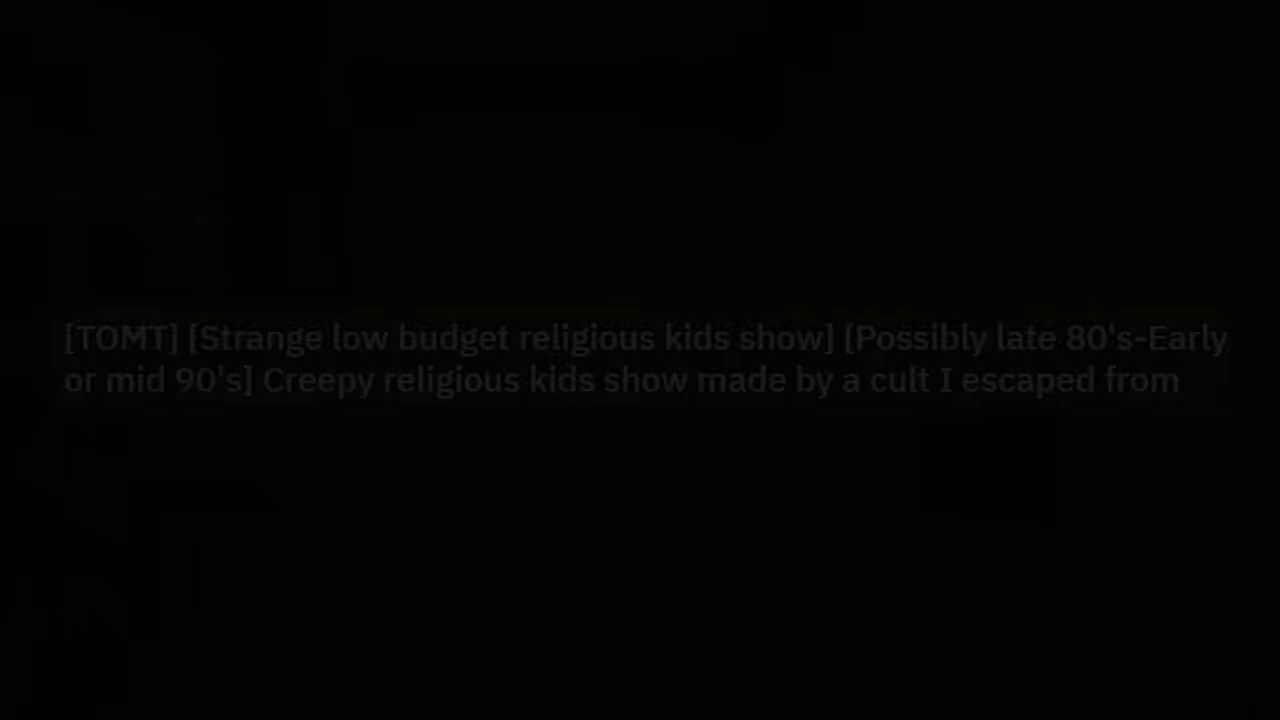 [TOMT] [Strange low budget religious kids show] [Possibly late 80's-Early
or mid 90's] Creepy religious kids show made by a cult I escaped from